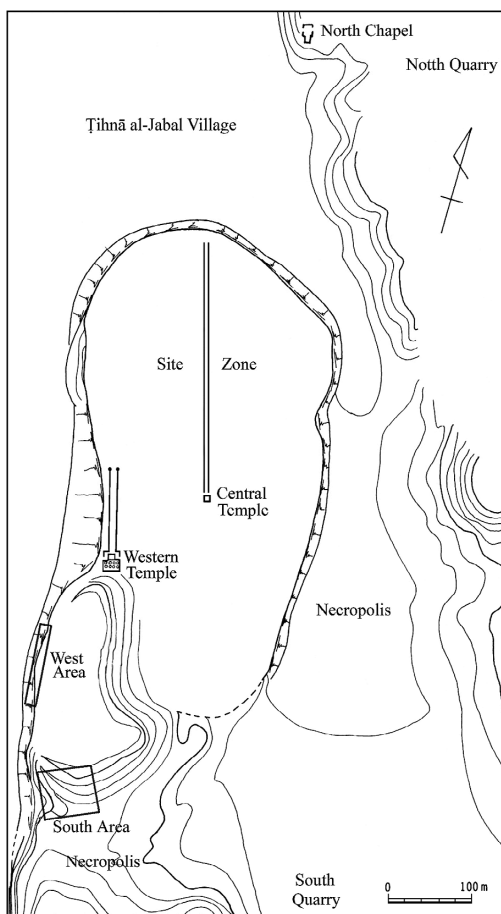 North Chapel
Notth Quarry
Ṭihnā al-Jabal Village
Site Zone
Central
Temple
Western
Temple
Necropolis
West
Area
South Area
Necropolis
South
Quarry
0 100 m